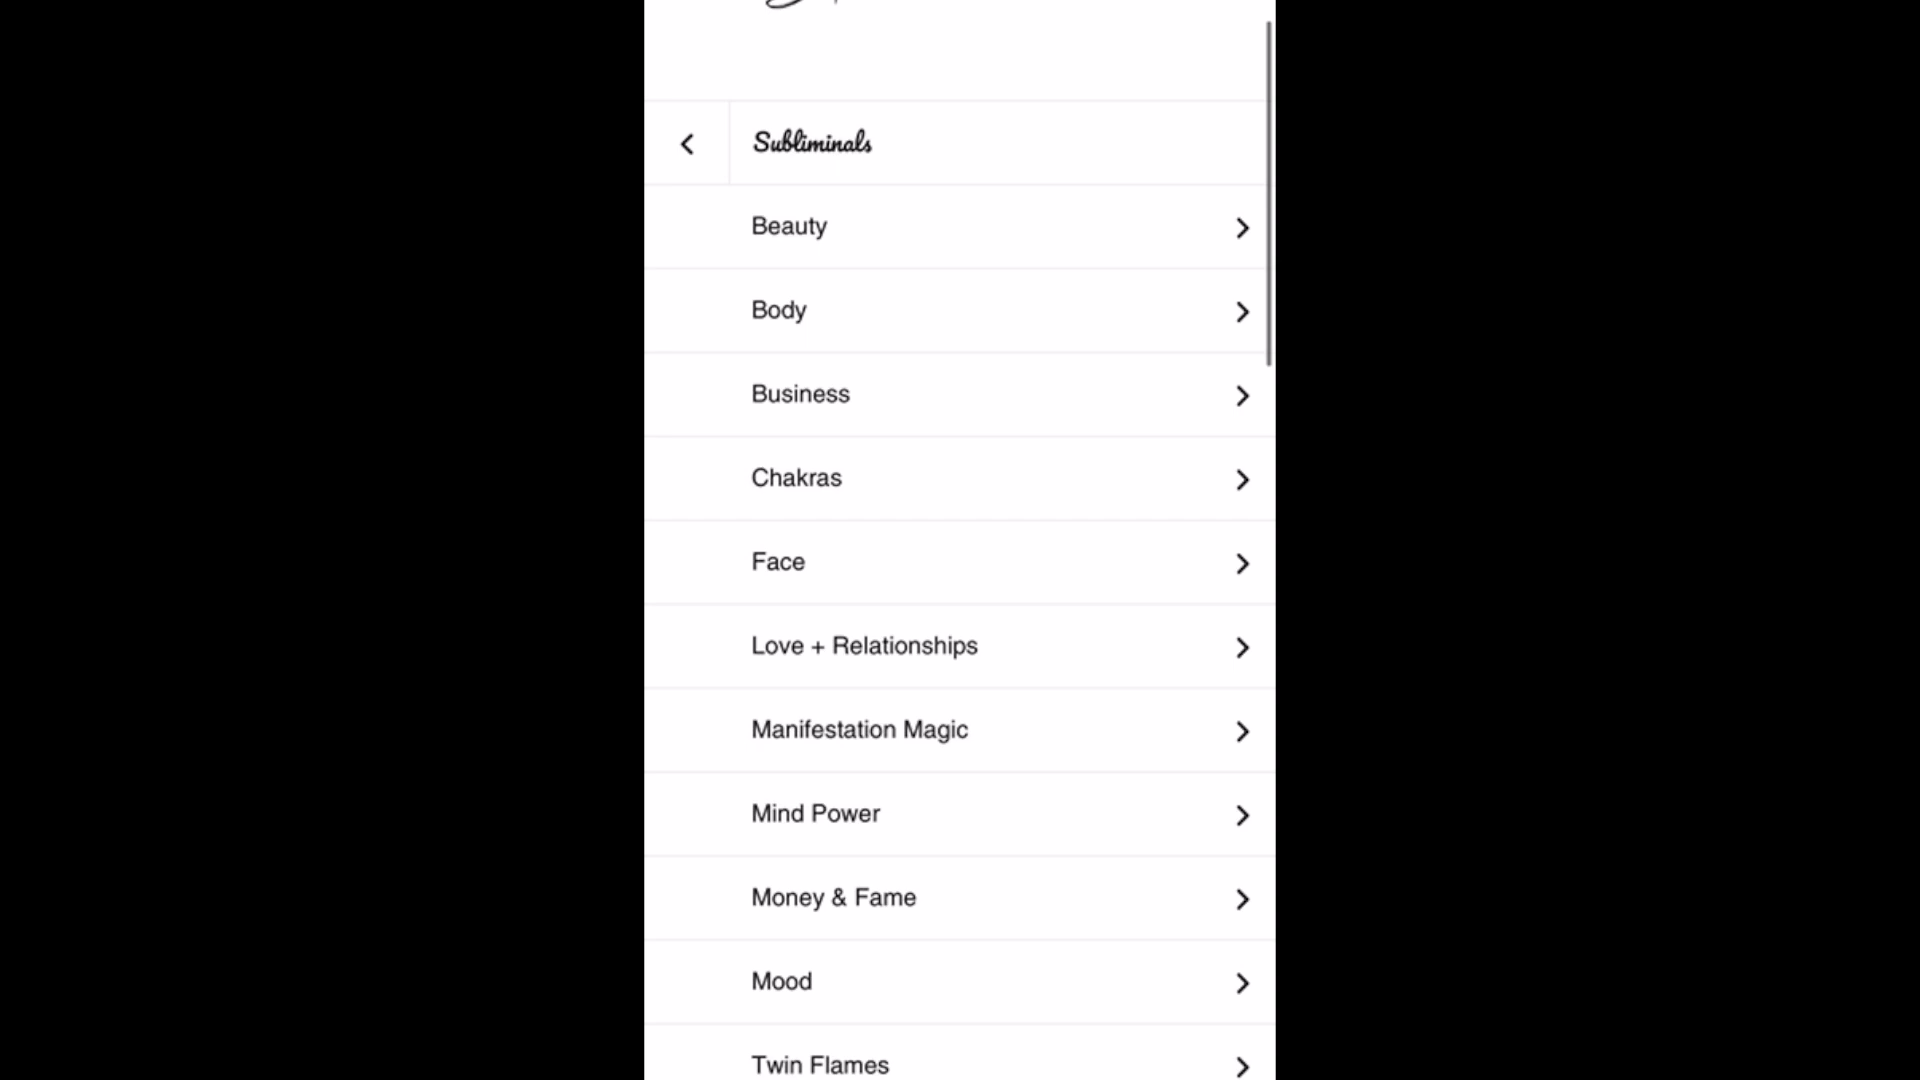 Subliminals
Beauty
Body
Business
Chakras
Face
Love + Relationships
Manifestation Magic
Mind Power
Money & Fame
Mood
Twin Flames